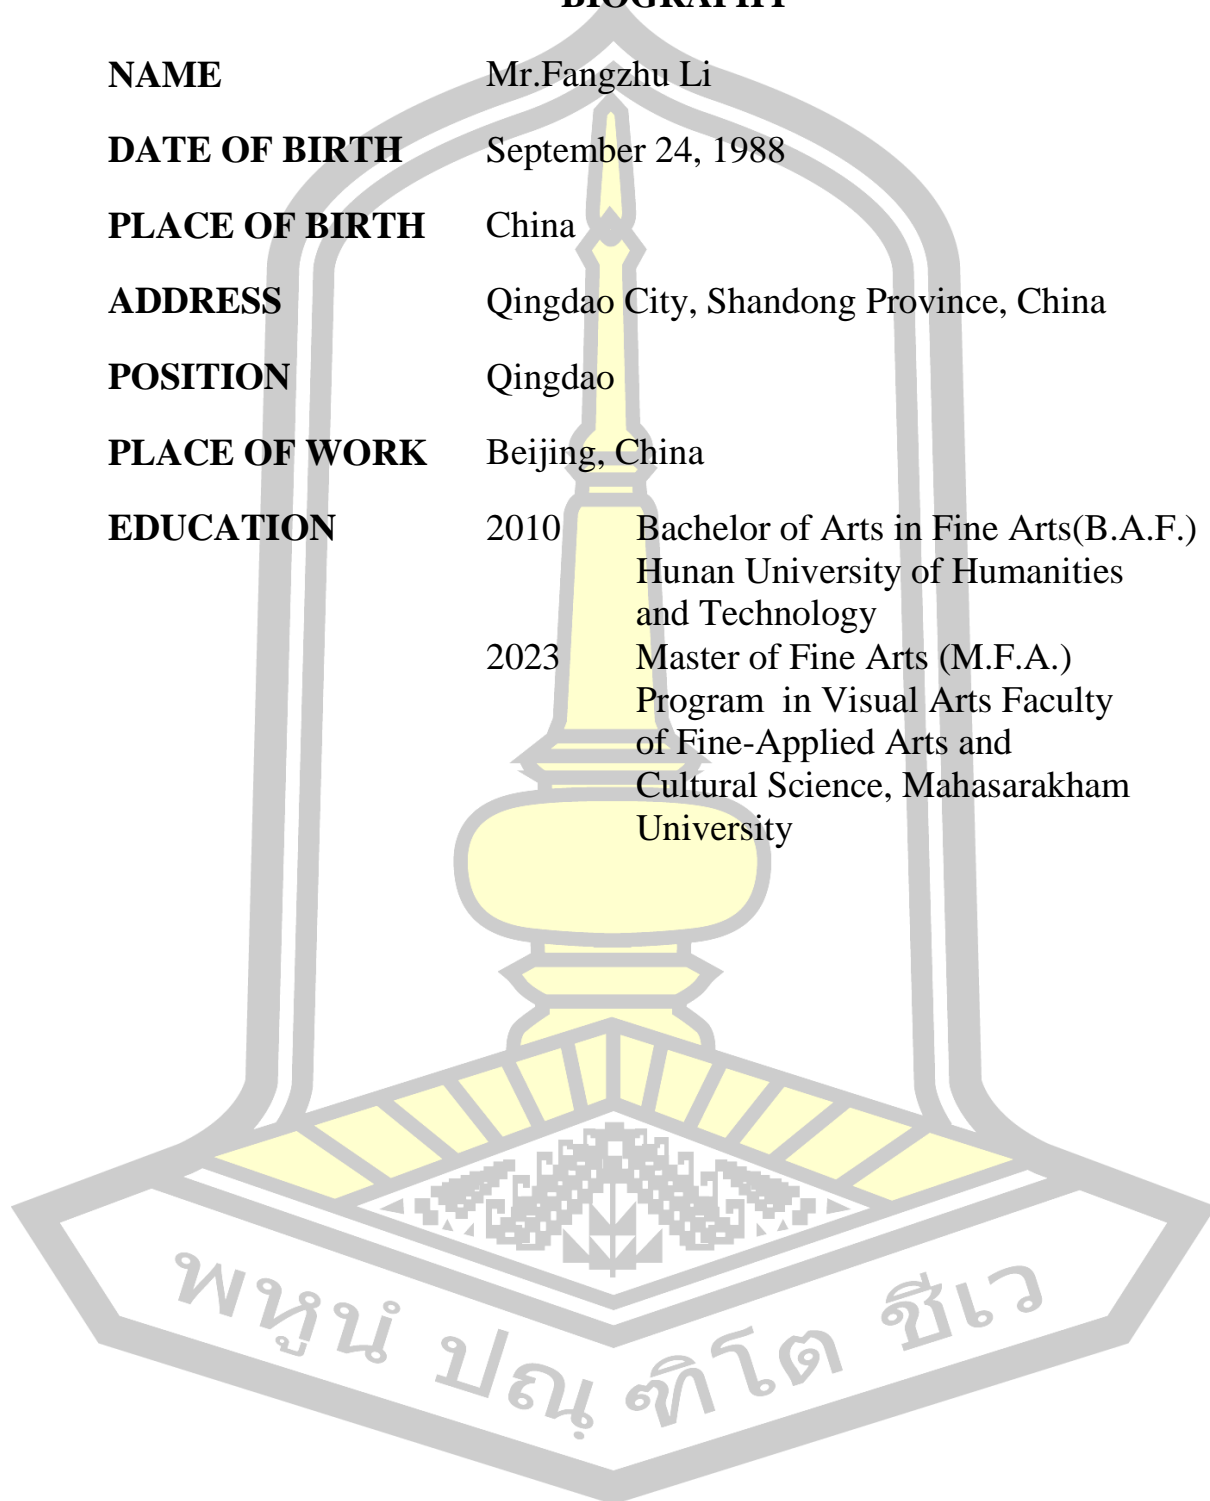 BIOGRAPHY
NAME Mr.Fangzhu Li
DATE OF BIRTH September 24, 1988
PLACE OF BIRTH China
ADDRESS Qingdao City, Shandong Province, China
POSITION Qingdao
PLACE OF WORK Beijing, China
EDUCATION 2010 Bachelor of Arts in Fine Arts(B.A.F.)
Hunan University of Humanities
and Technology
2023 Master of Fine Arts (M.F.A.)
Program in Visual Arts Faculty
of Fine-Applied Arts and
Cultural Science, Mahasarakham
University
พหูนํ ปณฺ ฑิโต ชีเว